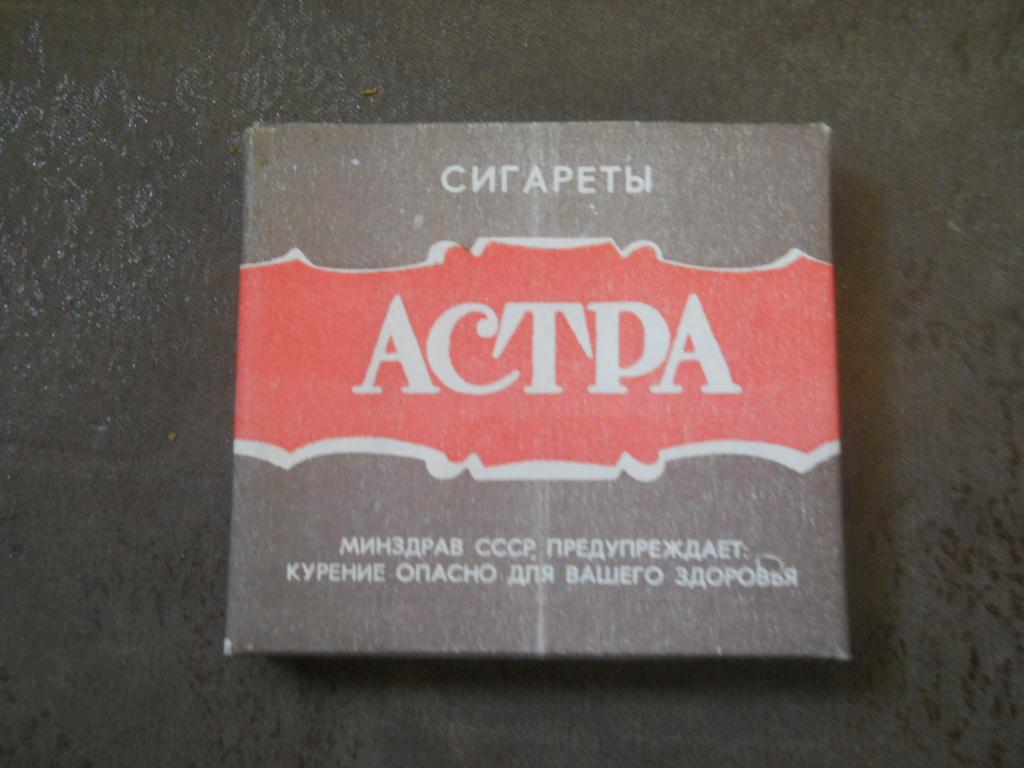 СИГАРЕТЫ
АСТРА
МИНЗДРАВ СССР ПРЕДУПРЕЖДАЕТ:
КУРЕНИЕ ОПАСНО ДЛЯ ВАШЕГО ЗДОРОВЬЯ